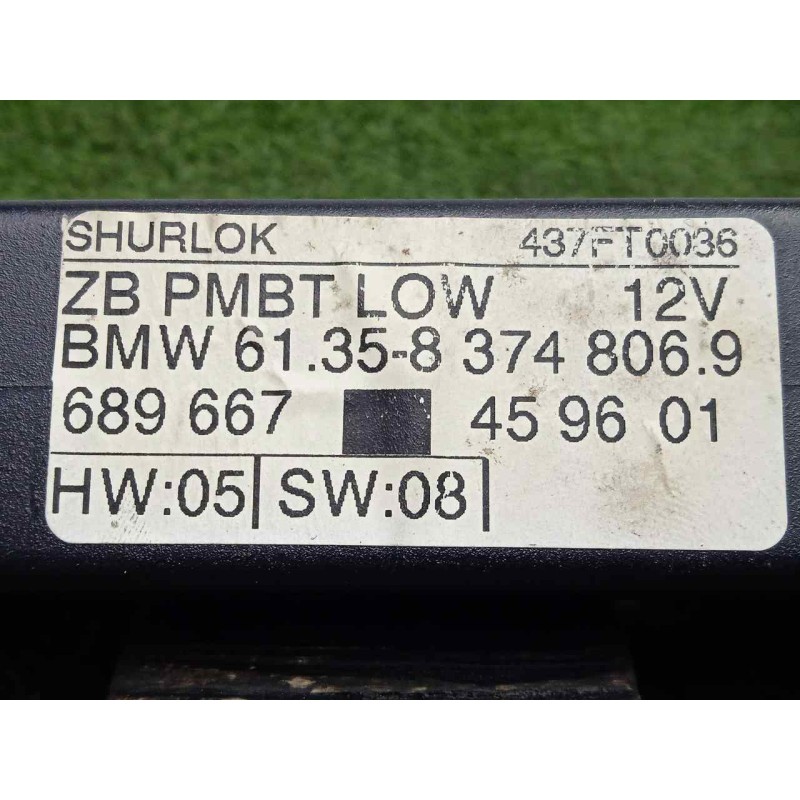 SHURLOK 437FT0036
ZB PMBT LOW 12V
BMW 61.35-8 374 806.9
689 667 45 96 01
HW:05 SW:08